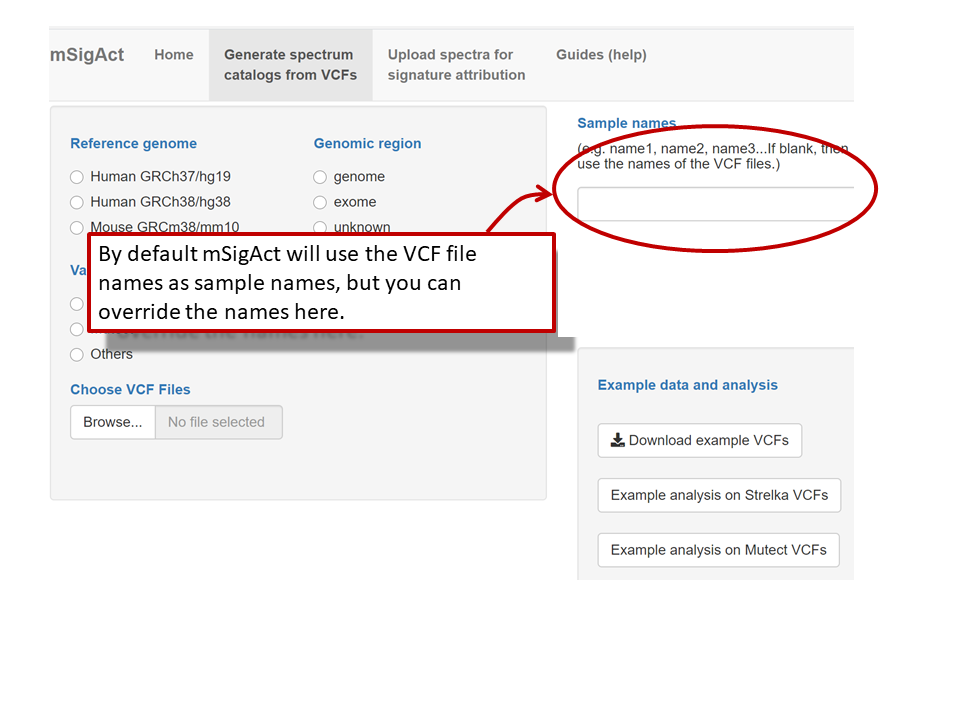 mSigAct
Home
Generate spectrum
catalogs from VCFs
Upload spectra for
signature attribution
Guides (help)
Reference genome
Human GRCh37/hg19
Human GRCh38/hg38
Mouse GRCm38/mm10
Genomic region
genome
exome
unknown
Sample names
(e.g. name1, name2, name3...If blank, then
use the names of the VCF files.)
By default mSigAct will use the VCF file
names as sample names, but you can
override the names here.
Others
Choose VCF Files
Browse...
No file selected
Example data and analysis
Download example VCFs
Example analysis on Strelka VCFs
Example analysis on Mutect VCFs